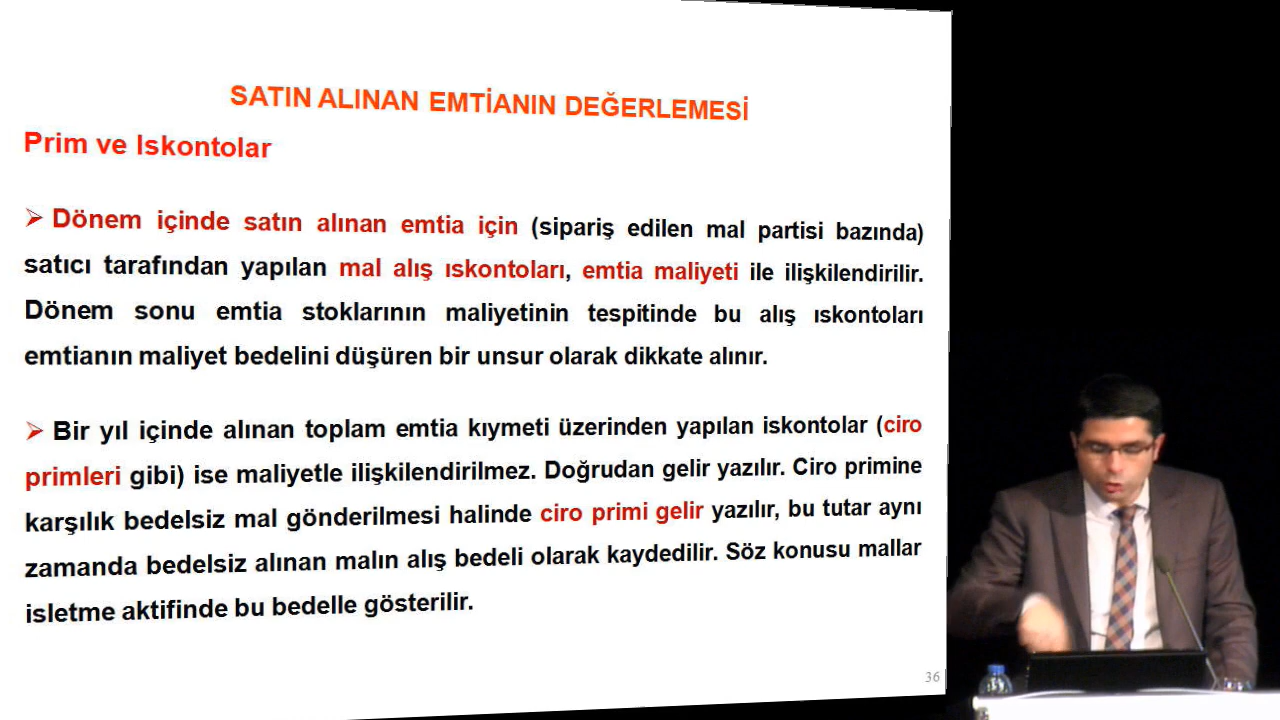 SATIN ALINAN EMTİANIN DEĞERLEMESİ
Prim ve Iskontolar
➢ Dönem içinde satın alınan emtia için (sipariş edilen mal partisi bazında)
satıcı tarafından yapılan mal alış ıskontoları, emtia maliyeti ile ilişkilendirilir.
Dönem sonu emtia stoklarının maliyetinin tespitinde bu alış ıskontoları
emtianın maliyet bedelini düşüren bir unsur olarak dikkate alınır.
➢ Bir yıl içinde alınan toplam emtia kıymeti üzerinden yapılan iskontolar (ciro
primleri gibi) ise maliyetle ilişkilendirilmez. Doğrudan gelir yazılır. Ciro primine
karşılık bedelsiz mal gönderilmesi halinde ciro primi gelir yazılır, bu tutar aynı
zamanda bedelsiz alınan malın alış bedeli olarak kaydedilir. Söz konusu mallar
isletme aktifinde bu bedelle gösterilir.
36